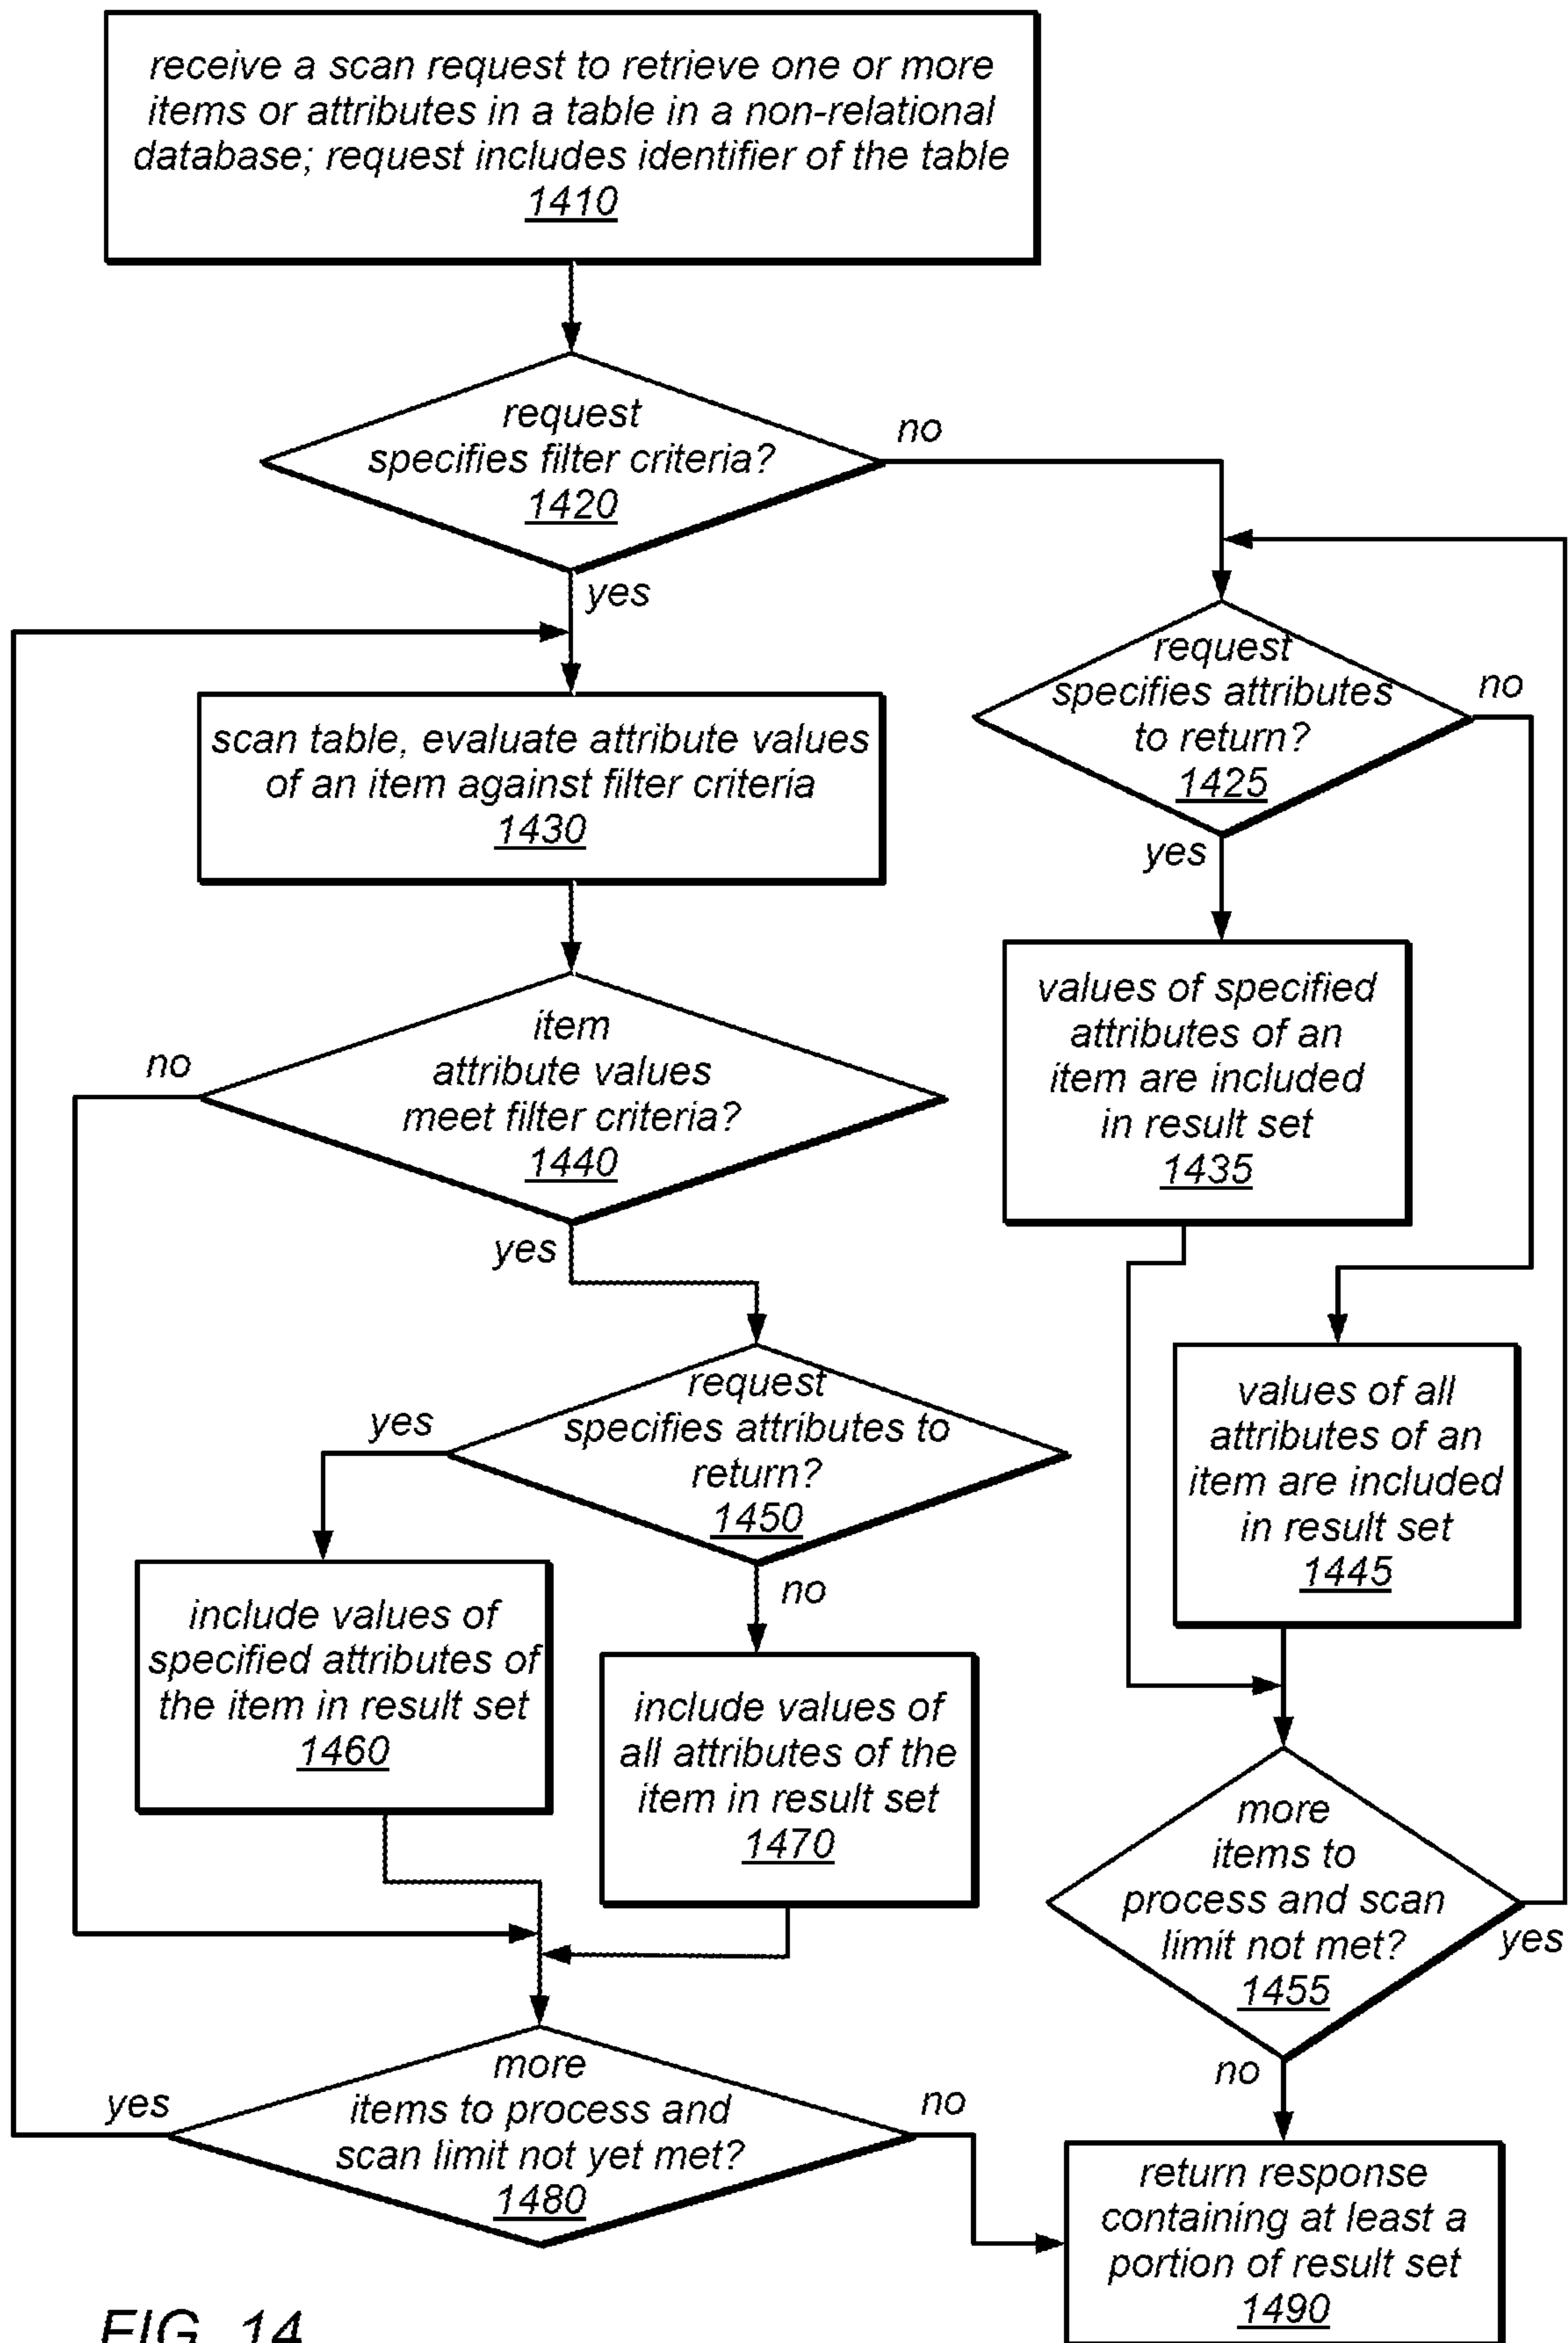 receive a scan request to retrieve one or more
items or attributes in a table in a non-relational
database; request includes identifier of the table
1410
request
specifies filter criteria?
1420
no
yes
scan table, evaluate attribute values
of an item against filter criteria
1430
request
specifies attributes
to return?
1425
no
yes
values of specified
attributes of an
item are included
in result set
1435
item
attribute values
meet filter criteria?
1440
no
yes
request
specifies attributes to
return?
1450
yes
no
values of all
attributes of an
item are included
in result set
1445
include values of
specified attributes of
the item in result set
1460
include values of
all attributes of the
item in result set
1470
more
items to
process and scan
limit not met?
1455
yes
no
more
items to process and
scan limit not yet met?
1480
yes
no
return response
containing at least a
portion of result set
1490
FIG. 14